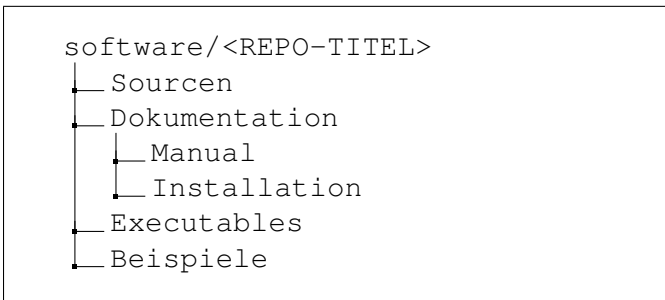 software/<REPO-TITEL>
Sourcen
Dokumentation
Manual
Installation
Executables
Beispiele